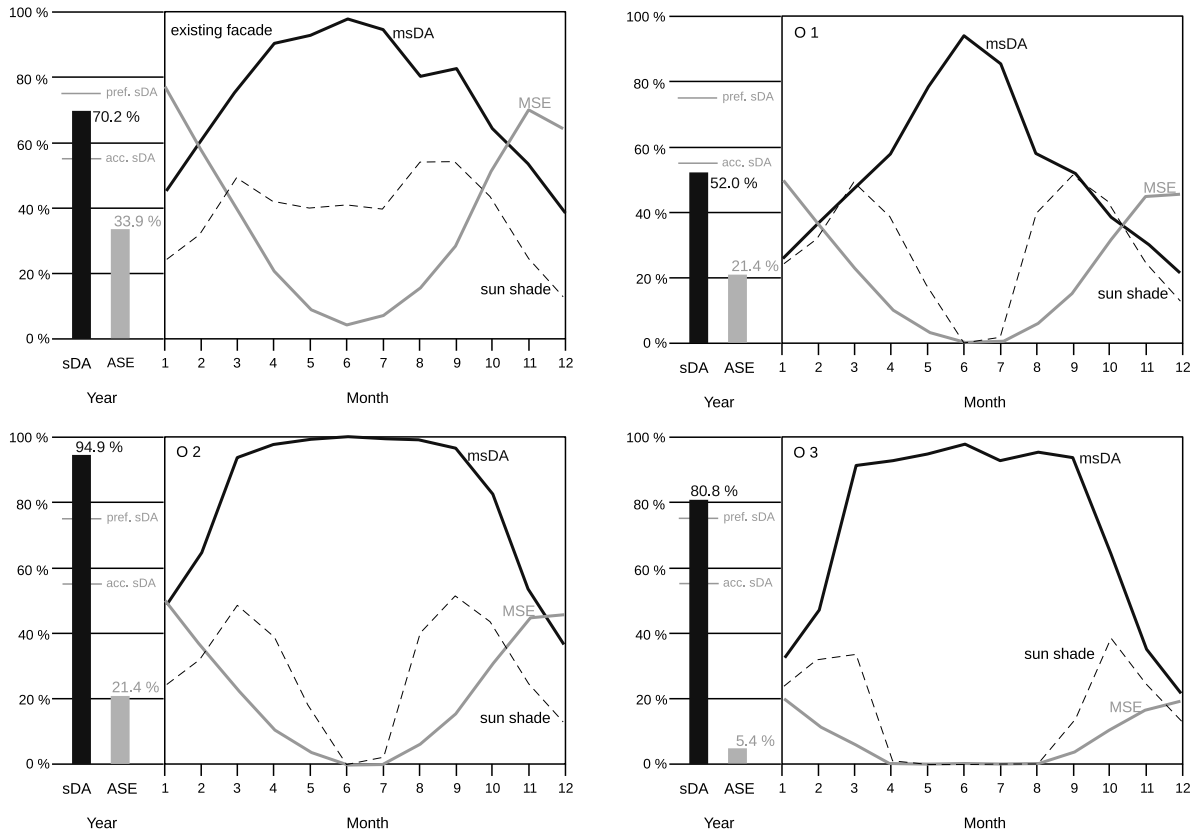 100 %
existing facade
msDA
80 %
pref. sDA
MSE
70.2 %
60 %
acc. sDA
40 %
33.9 %
20 %
sun shade
0 %
sDA ASE 1 2 3 4 5 6 7 8 9 10 11 12
Year Month
100 %
O 1
msDA
80 %
pref. sDA
60 %
acc. sDA
52.0 %
MSE
40 %
21.4 %
20 %
sun shade
0 %
sDA ASE 1 2 3 4 5 6 7 8 9 10 11 12
Year Month
100 %
94.9 %
O 2
msDA
80 %
pref. sDA
60 %
acc. sDA
MSE
40 %
21.4 %
20 %
sun shade
0 %
sDA ASE 1 2 3 4 5 6 7 8 9 10 11 12
Year Month
100 %
O 3
msDA
80.8 %
80 %
pref. sDA
60 %
acc. sDA
40 %
sun shade
20 %
MSE
5.4 %
0 %
sDA ASE 1 2 3 4 5 6 7 8 9 10 11 12
Year Month